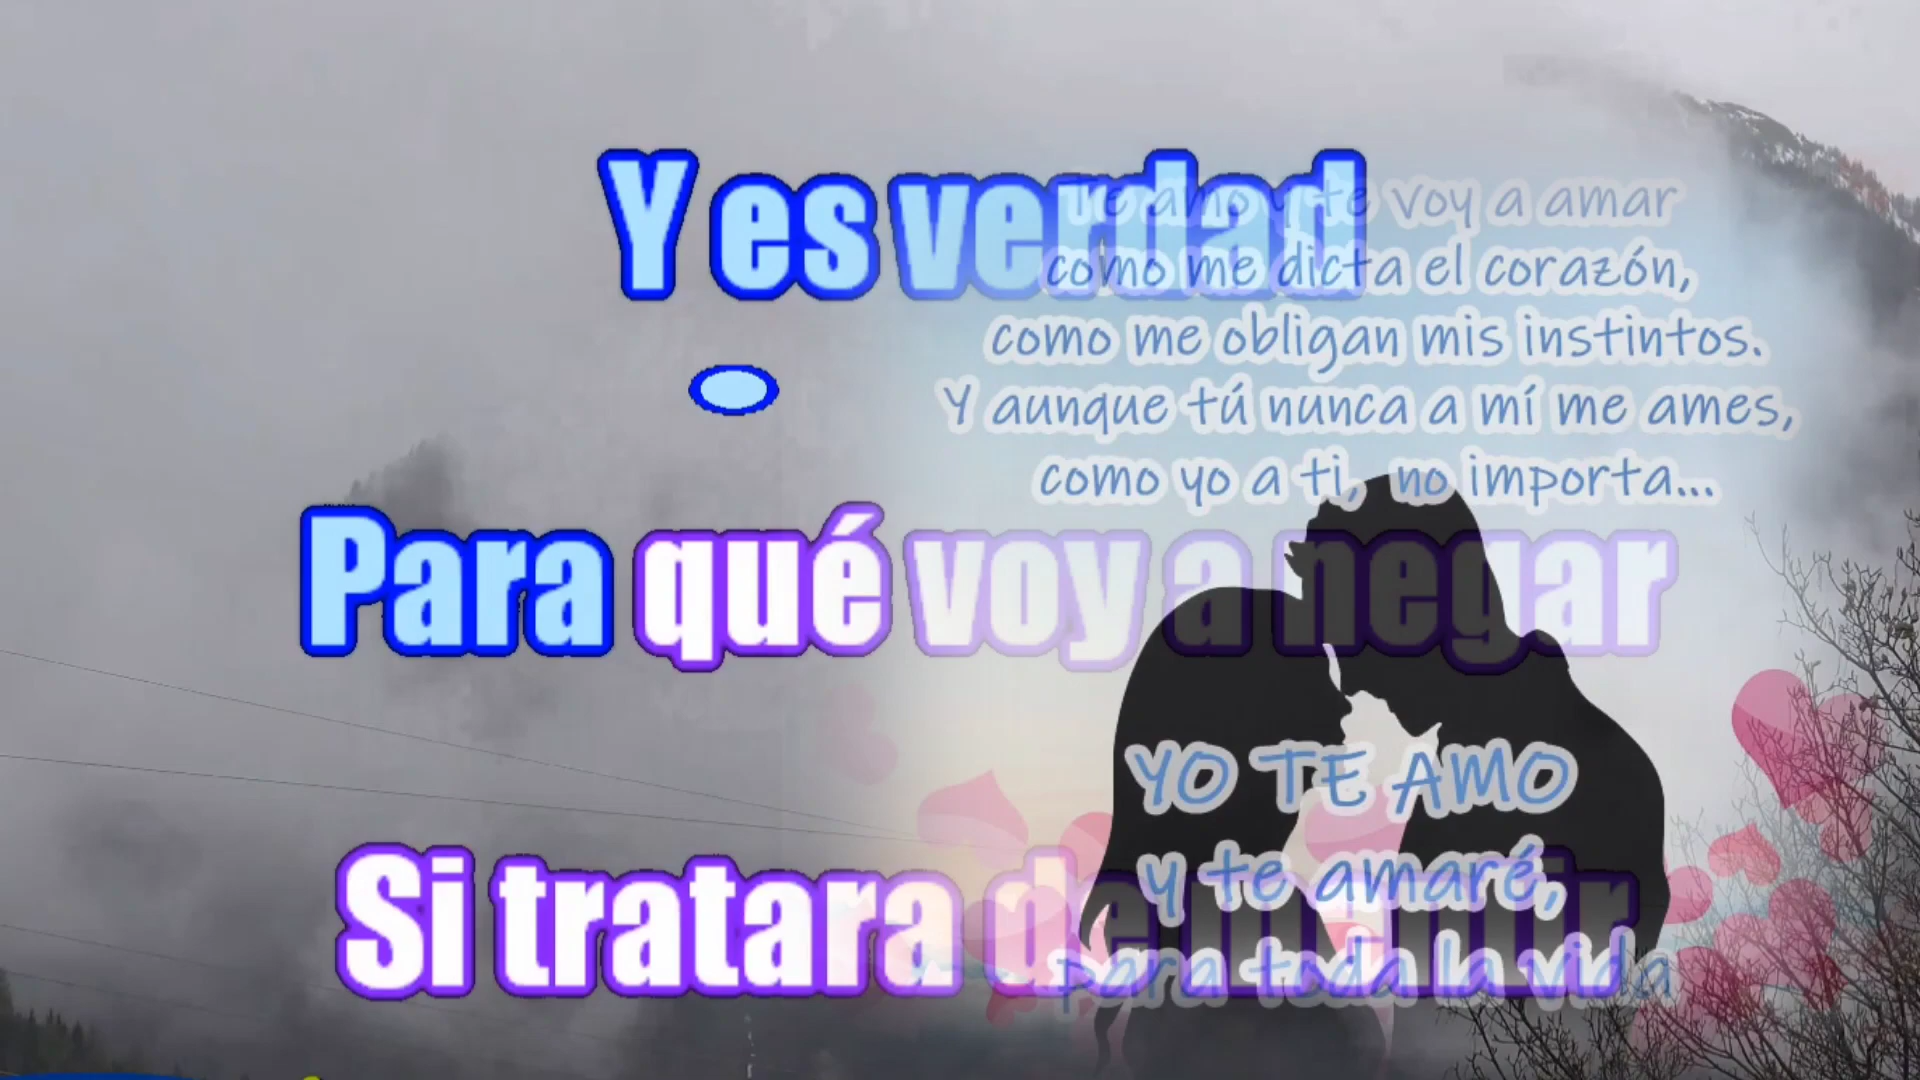 Y es verdad
Te amo y te voy a amar
como me dicta el corazón,
como me obligan mis instintos.
Y aunque tú nunca a mí me ames,
como yo a ti, no importa...
Para qué voy a negar
YO TE AMO
y te amaré,
Si tratara de mentir
para toda la vida